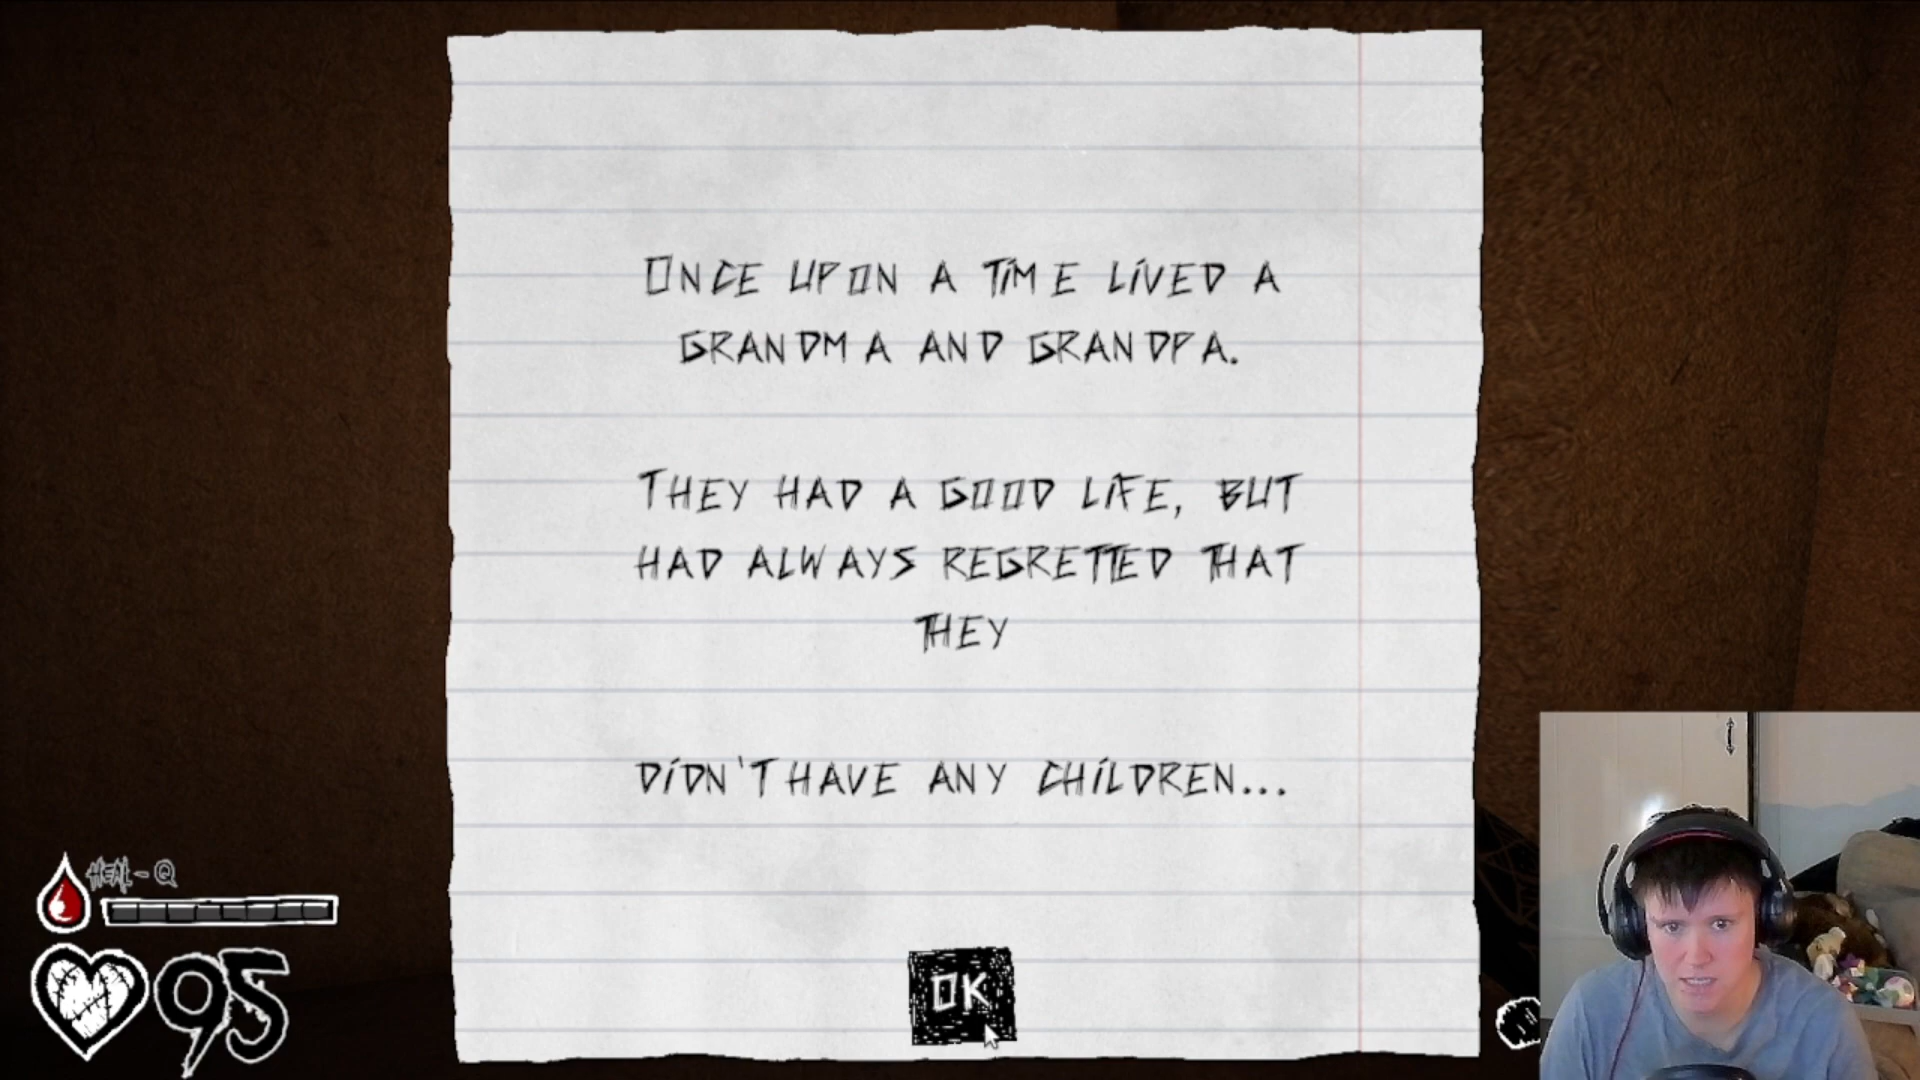 ONCE UPON A TIME LIVED A
GRANDMA AND GRANDPA.
THEY HAD A GOOD LIFE, BUT
HAD ALWAYS REGRETTED THAT
THEY
DIDN'T HAVE ANY CHILDREN...
OK
HEAL - Q
95